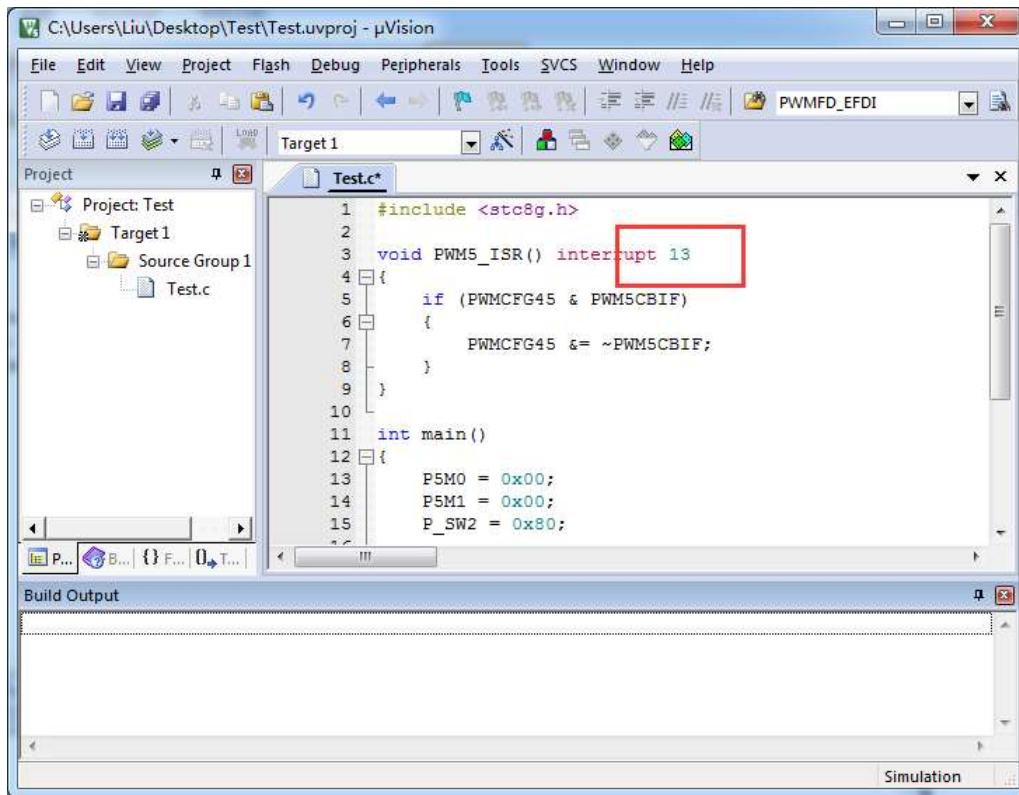 C:\Users\Liu\Desktop\Test\Test.uvproj - µVision
File Edit View Project Flash Debug Peripherals Tools SVCS Window Help
PWMFD_EFDI
LOAD Target 1
Project
Test.c*
Project: Test
Target 1
Source Group 1
Test.c
1 #include <stc8g.h>
2
3 void PWM5_ISR() interrupt 13
4 {
5 if (PWMCFG45 & PWM5CBIF)
6 {
7 PWMCFG45 &= ~PWM5CBIF;
8 }
9 }
10
11 int main()
12 {
13 P5M0 = 0x00;
14 P5M1 = 0x00;
15 P_SW2 = 0x80;
P... B... {} F... 0 T...
Build Output
Simulation